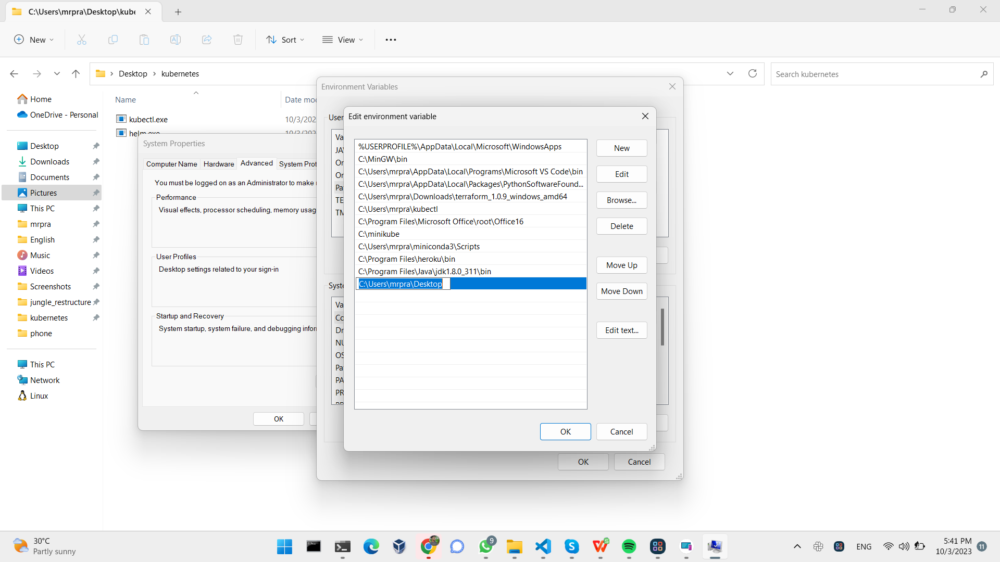 C:\Users\mrpra\Desktop\kube
New
Sort
View
Desktop
kubernetes
Search kubernetes
Home
OneDrive - Personal
Desktop
Downloads
Documents
Pictures
This PC
mrpra
English
Music
Videos
Screenshots
jungle_restructure
kubernetes
phone
This PC
Network
Linux
Name
Date mo
kubectl.exe
10/3/202
helm.exe
10/3/202
System Properties
Computer Name
Hardware
Advanced
System Prot
You must be logged on as an Administrator to make
Performance
Visual effects, processor scheduling, memory usag
User Profiles
Desktop settings related to your sign-in
Startup and Recovery
System startup, system failure, and debugging infor
OK
Environment Variables
User
Va
JA
Or
Or
Pa
TE
TM
Syste
Va
Co
Dr
NU
OS
Pa
PA
PR
OK
Cancel
Edit environment variable
%USERPROFILE%\AppData\Local\Microsoft\WindowsApps
C:\MinGW\bin
C:\Users\mrpra\AppData\Local\Programs\Microsoft VS Code\bin
C:\Users\mrpra\AppData\Local\Packages\PythonSoftwareFound...
C:\Users\mrpra\Downloads\terraform_1.0.9_windows_amd64
C:\Users\mrpra\kubectl
C:\Program Files\Microsoft Office\root\Office16
C:\minikube
C:\Users\mrpra\miniconda3\Scripts
C:\Program Files\heroku\bin
C:\Program Files\Java\jdk1.8.0_311\bin
C:\Users\mrpra\Desktop
New
Edit
Browse...
Delete
Move Up
Move Down
Edit text...
OK
Cancel
30°C
Partly sunny
9
ENG
5:41 PM
10/3/2023
11